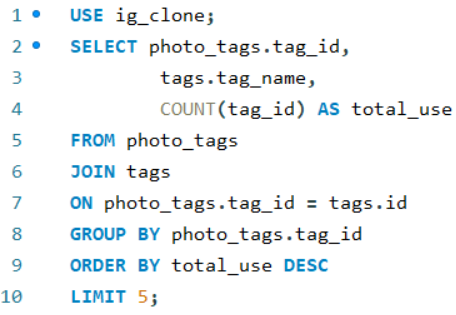 1 USE ig_clone;
2 SELECT photo_tags.tag_id,
3 tags.tag_name,
4 COUNT(tag_id) AS total_use
5 FROM photo_tags
6 JOIN tags
7 ON photo_tags.tag_id = tags.id
8 GROUP BY photo_tags.tag_id
9 ORDER BY total_use DESC
10 LIMIT 5;